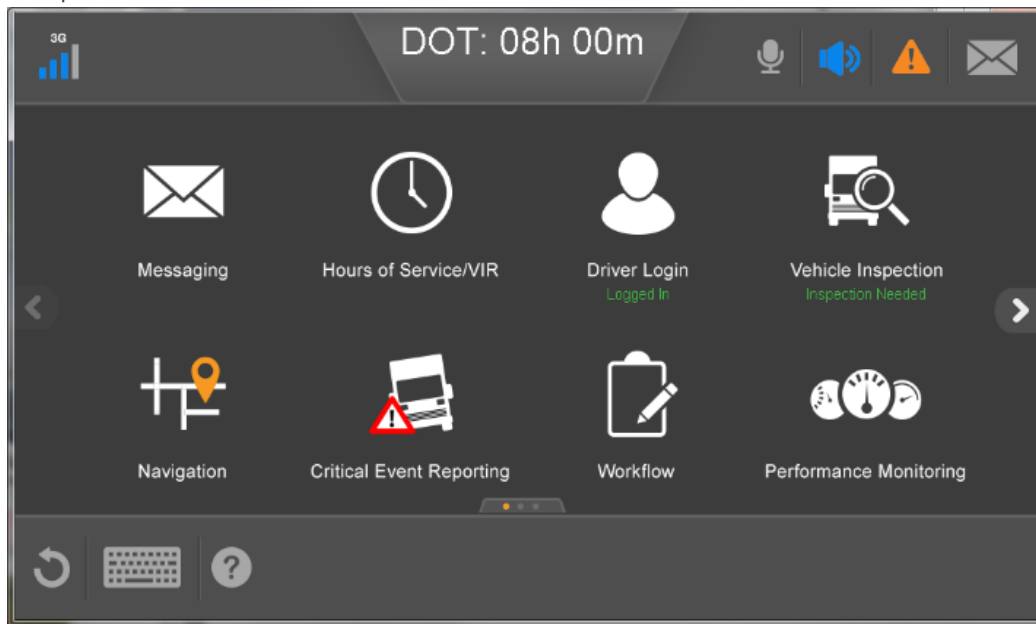 3G
DOT: 08h 00m
Messaging
Hours of Service/VIR
Driver Login
Logged In
Vehicle Inspection
Inspection Needed
Navigation
Critical Event Reporting
Workflow
Performance Monitoring